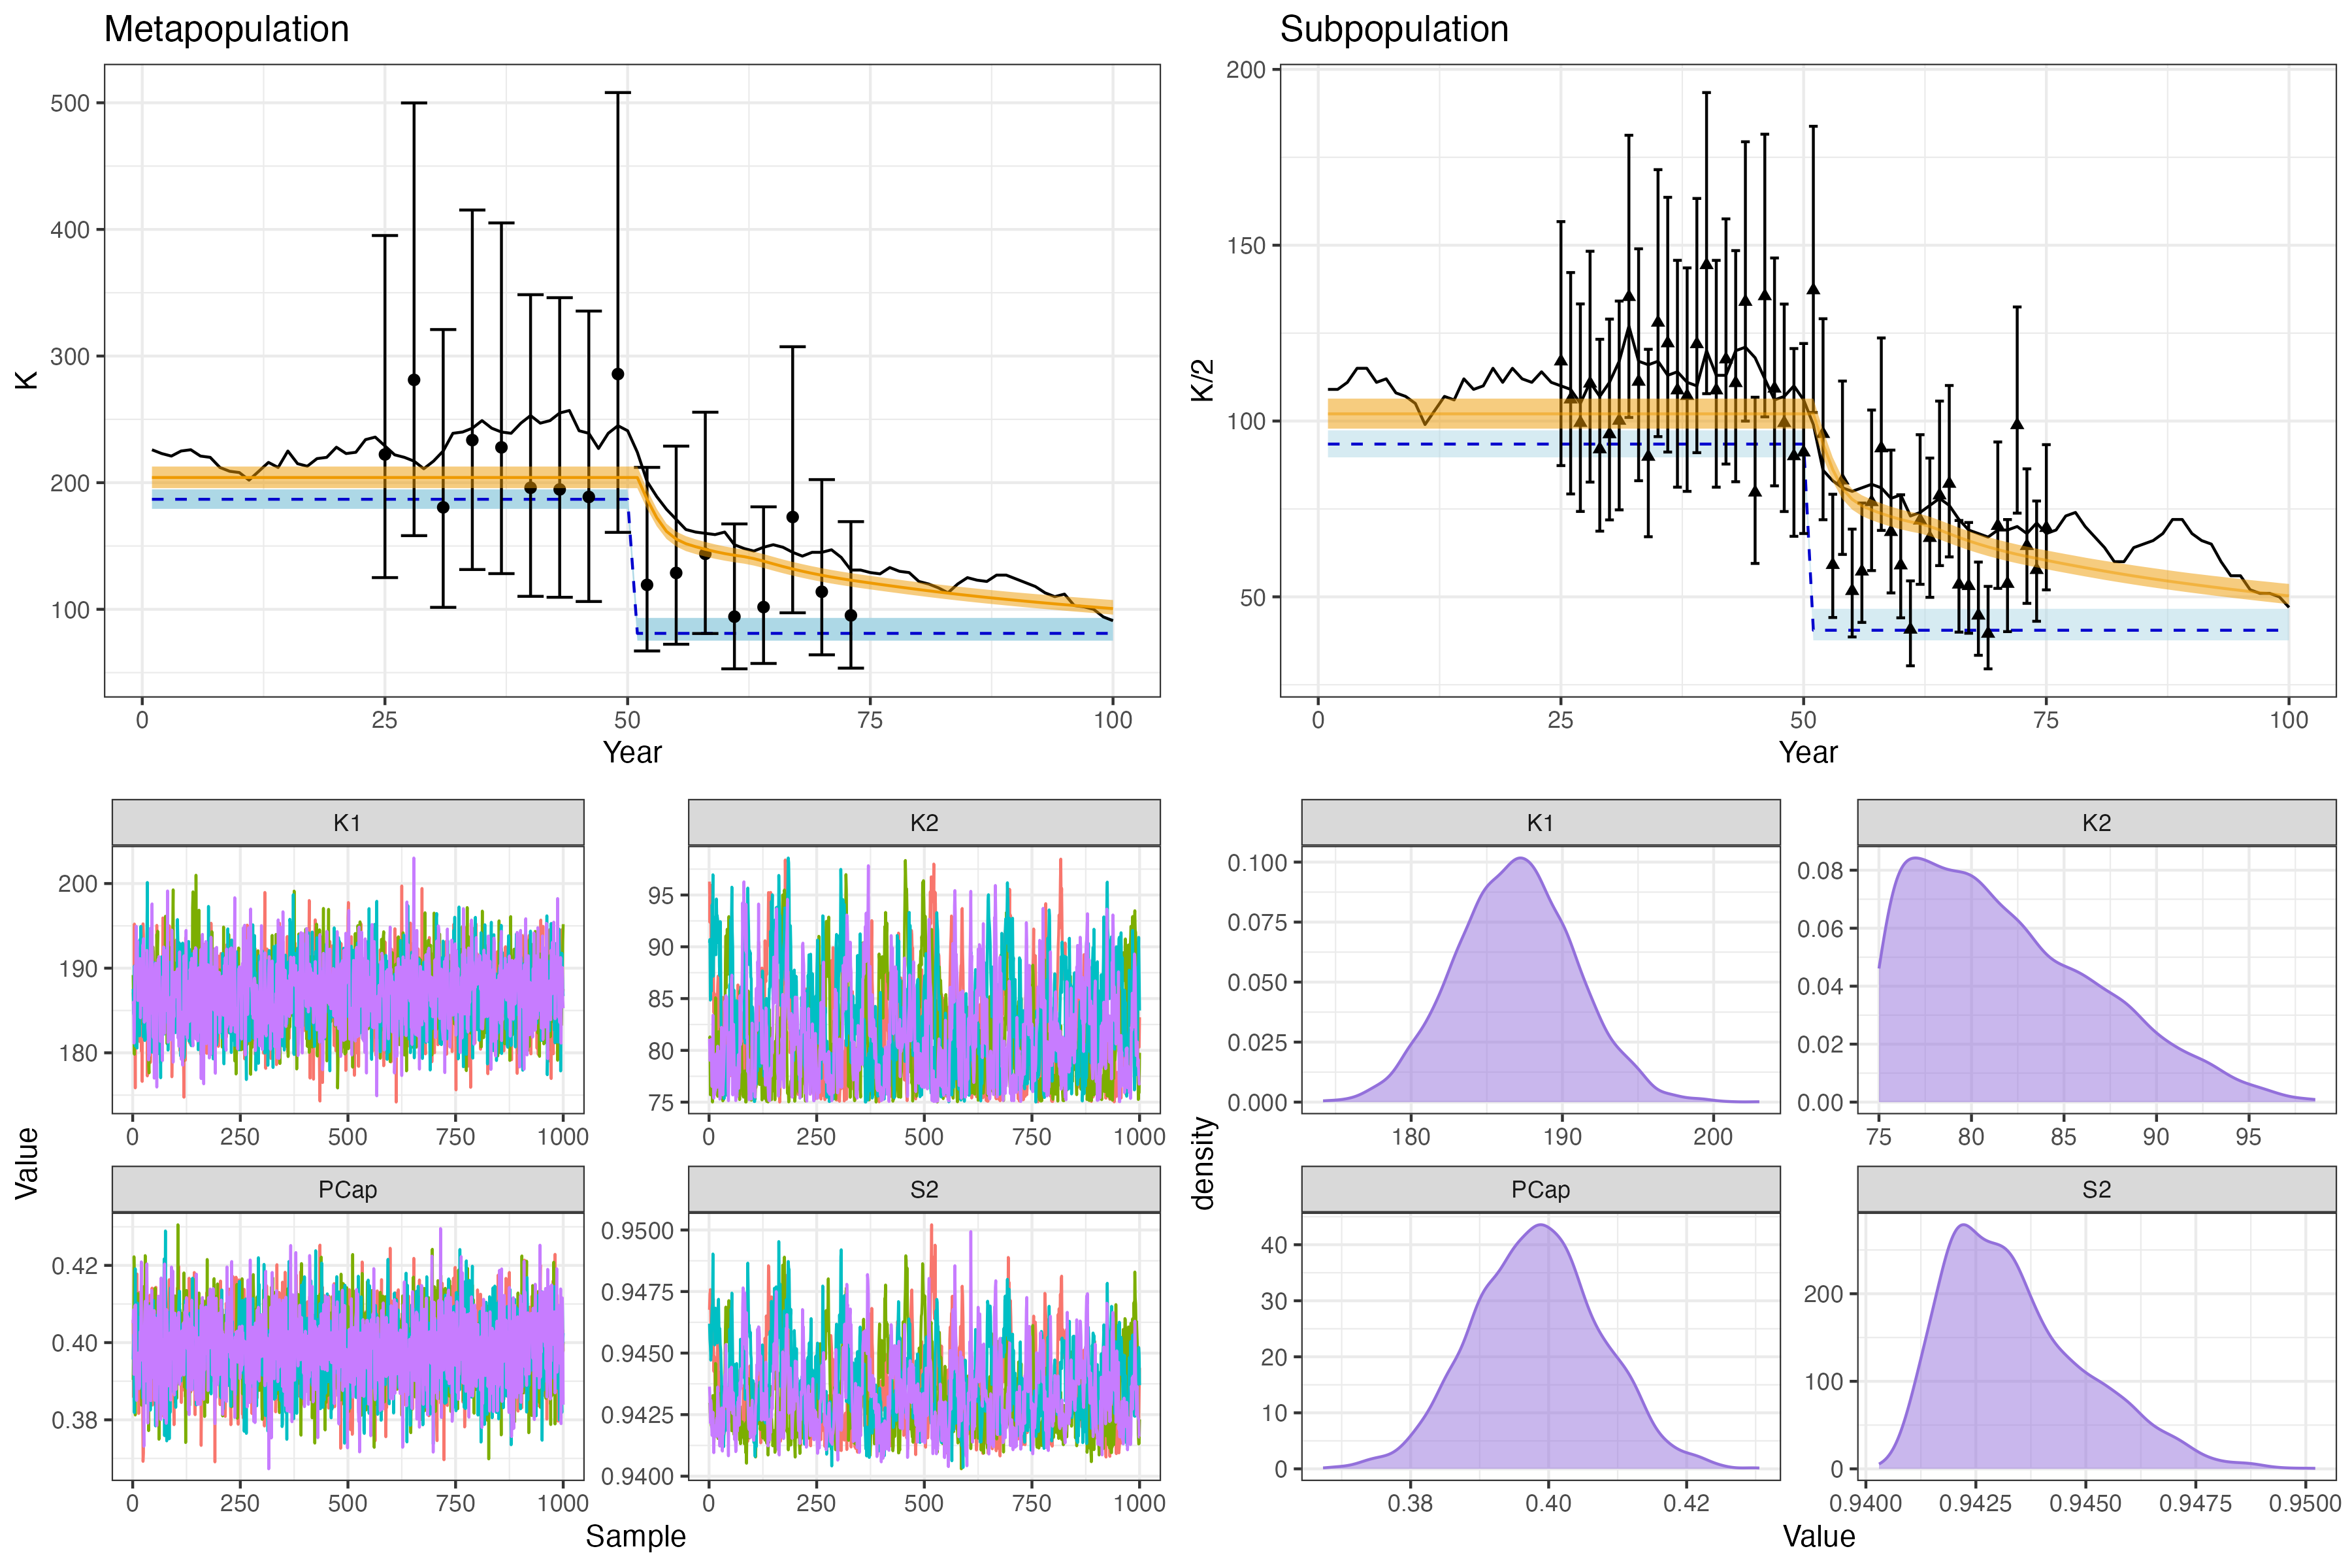 Metapopulation
Subpopulation
500
400
300
200
100
K
0 25 50 75 100
Year
200
150
100
50
K/2
0 25 50 75 100
Year
K1
K2
200
190
180
0 250 500 750 1000
95
90
85
80
75
0 250 500 750 1000
PCap
S2
0.42
0.40
0.38
0 250 500 750 1000
0.9500
0.9475
0.9450
0.9425
0.9400
0 250 500 750 1000
Value
Sample
K1
K2
0.100
0.075
0.050
0.025
0.000
180 190 200
0.08
0.06
0.04
0.02
0.00
75 80 85 90 95
PCap
S2
40
30
20
10
0
0.38 0.40 0.42
200
100
0
0.9400 0.9425 0.9450 0.9475 0.9500
density
Value